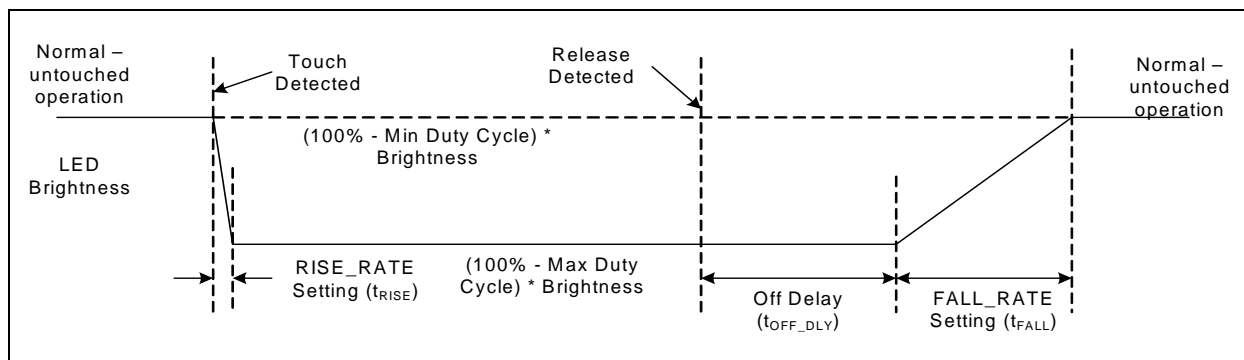 Normal –
untouched
operation
Touch
Detected
Release
Detected
Normal –
untouched
operation
(100% - Min Duty Cycle) *
Brightness
LED
Brightness
RISE_RATE
Setting (tRISE)
(100% - Max Duty
Cycle) * Brightness
Off Delay
(tOFF_DLY)
FALL_RATE
Setting (tFALL)